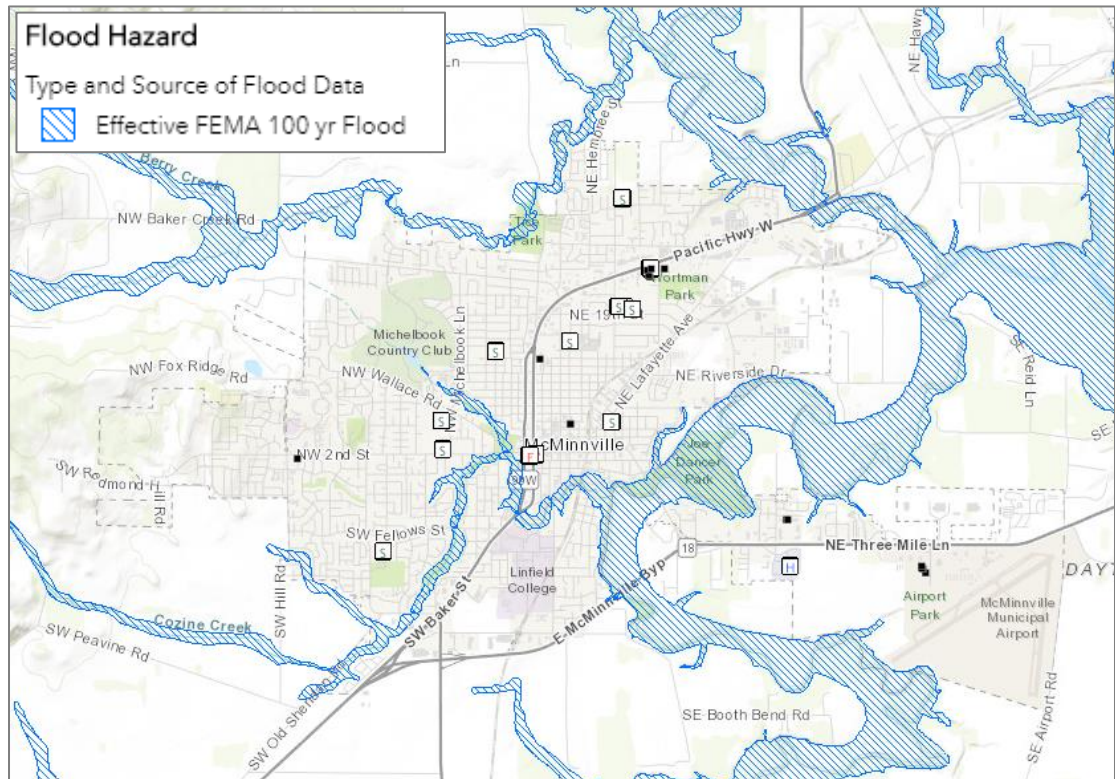 Flood Hazard
Type and Source of Flood Data
Effective FEMA 100 yr Flood
Ln
NE Hawn
NE Hembree St
Berry Creek
NW Baker Creek Rd
Park
S
Pacific Hwy W
Wortman
Park
NE 19th St
S
S
Michelbook
Country Club
NW Michelbook Ln
S
S
NE Lafayette Ave
SE Reid Ln
NW Fox Ridge Rd
NW Wallace Rd
NE Riverside Dr
S
S
McMinnville
NW 2nd St
S
F
99W
Joe
Dancer
Park
SW Redmond Hill Rd
SW Fellows St
S
18
NE Three Mile Ln
H
DAYT
Linfield
College
E McMinnville Byp
Airport
Park
McMinnville
Municipal
Airport
SW Hill Rd
SW Baker St
Cozine Creek
SW Peavine Rd
SW Old Sheridan Rd
SE Booth Bend Rd
SE Airport Rd